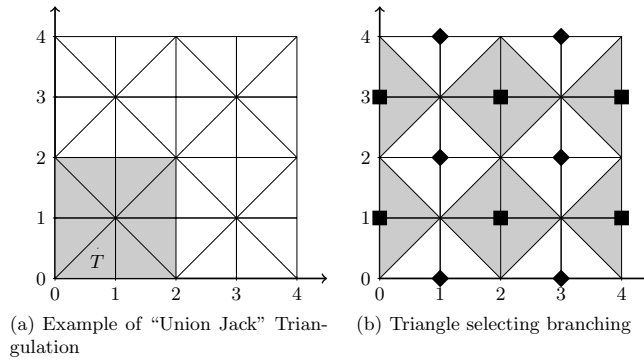 4
3
2
1
0
T
0 1 2 3 4
(a) Example of “Union Jack” Trian-
gulation
4
3
2
1
0
0 1 2 3 4
(b) Triangle selecting branching